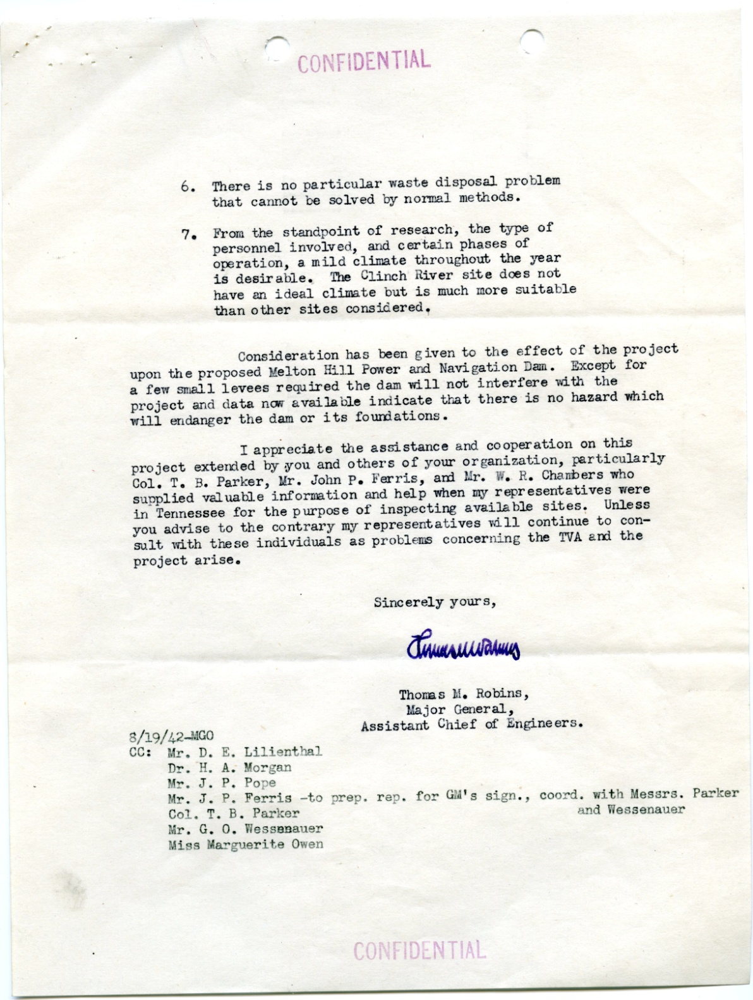 CONFIDENTIAL
6. There is no particular waste disposal problem
that cannot be solved by normal methods.
7. From the standpoint of research, the type of
personnel involved, and certain phases of
operation, a mild climate throughout the year
is desirable. The Clinch River site does not
have an ideal climate but is much more suitable
than other sites considered.
Consideration has been given to the effect of the project
upon the proposed Melton Hill Power and Navigation Dam. Except for
a few small levees required the dam will not interfere with the
project and data now available indicate that there is no hazard which
will endanger the dam or its foundations.
I appreciate the assistance and cooperation on this
project extended by you and others of your organization, particularly
Col. T. B. Parker, Mr. John P. Ferris, and Mr. W. R. Chambers who
supplied valuable information and help when my representatives were
in Tennessee for the purpose of inspecting available sites. Unless
you advise to the contrary my representatives will continue to con-
sult with these individuals as problems concerning the TVA and the
project arise.
Sincerely yours,
Thomas M. Robins,
Major General,
Assistant Chief of Engineers.
8/19/42-MGO
CC: Mr. D. E. Lilienthal
Dr. H. A. Morgan
Mr. J. P. Pope
Mr. J. P. Ferris -to prep. rep. for GM's sign., coord. with Messrs. Parker
and Wessenauer
Col. T. B. Parker
Mr. G. O. Wessenauer
Miss Marguerite Owen
CONFIDENTIAL